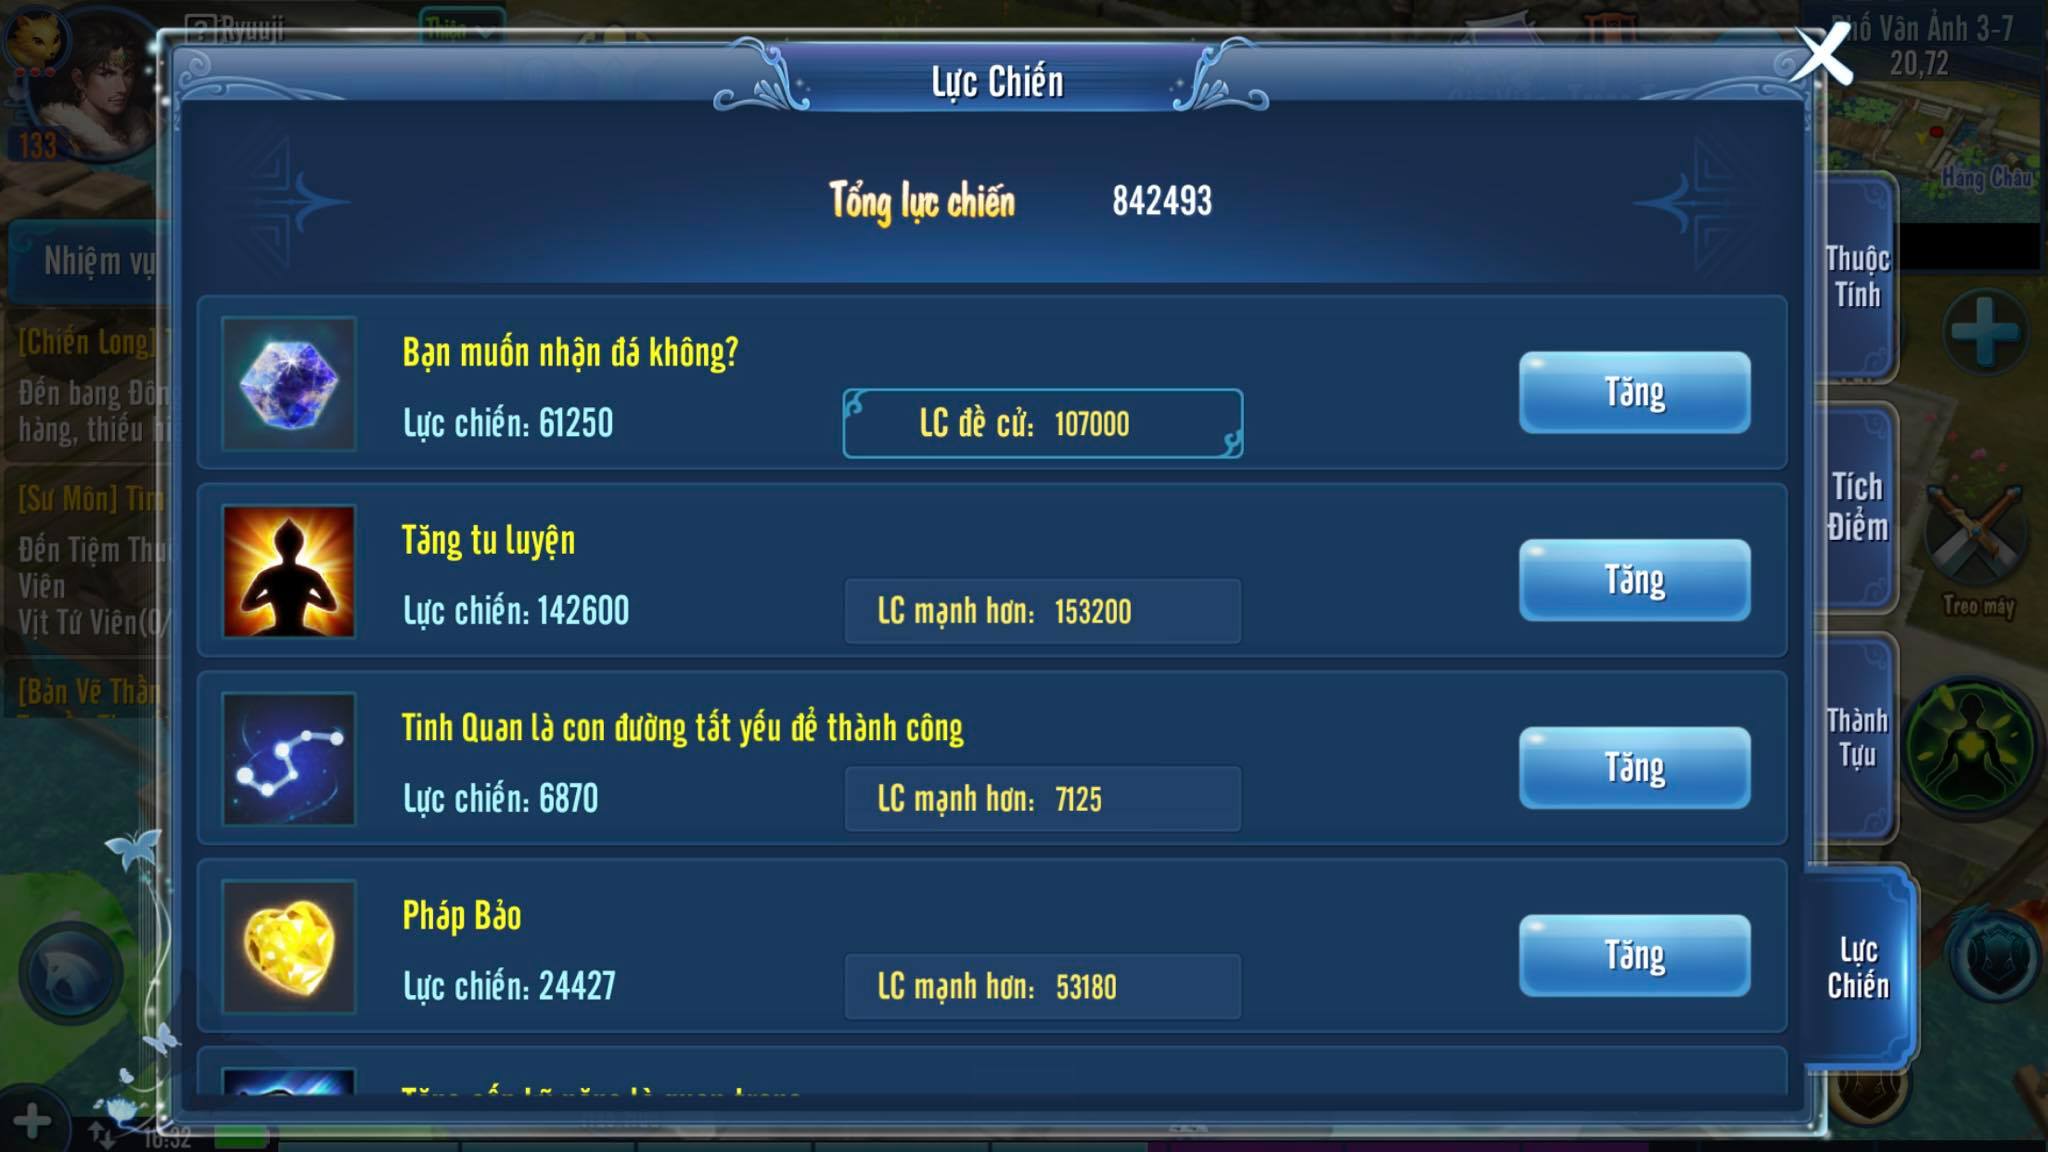 Ryuuji
Thiện
Phố Vân Ảnh 3-7
20,72
133
Hàng Châu
Lực Chiến
Tổng lực chiến 842493
Nhiệm vụ
[Chiến Long]
Đến bang Đôn
hàng, thiếu
[Sư Môn] Tìm
Đến Tiệm
Viên
Vịt Tứ Viên(0/
[Bản Vẽ Thần
Bạn muốn nhận đá không?
Lực chiến: 61250
LC đề cử: 107000
Tăng
Tăng tu luyện
Lực chiến: 142600
LC mạnh hơn: 153200
Tăng
Tinh Quan là con đường tất yếu để thành công
Lực chiến: 6870
LC mạnh hơn: 7125
Tăng
Pháp Bảo
Lực chiến: 24427
LC mạnh hơn: 53180
Tăng
Thuộc
Tính
Tích
Điểm
Thành
Tựu
Lực
Chiến
Treo máy
16:32